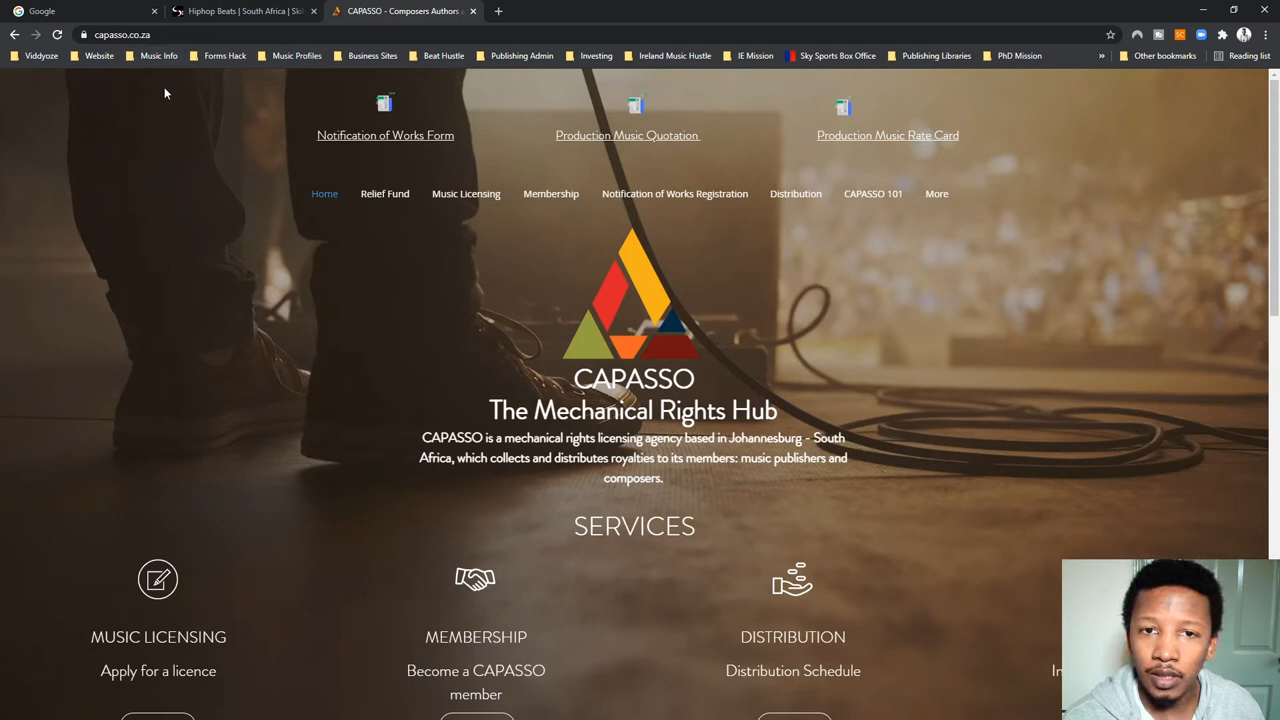 Google
Hiphop Beats | South Africa | Skil
CAPASSO - Composers Authors a
capasso.co.za
Viddyoze
Website
Music Info
Forms Hack
Music Profiles
Business Sites
Beat Hustle
Publishing Admin
Investing
Ireland Music Hustle
IE Mission
Sky Sports Box Office
Publishing Libraries
PhD Mission
»
Other bookmarks
Reading list
Notification of Works Form
Production Music Quotation
Production Music Rate Card
Home
Relief Fund
Music Licensing
Membership
Notification of Works Registration
Distribution
CAPASSO 101
More
CAPASSO
The Mechanical Rights Hub
CAPASSO is a mechanical rights licensing agency based in Johannesburg - South
Africa, which collects and distributes royalties to its members: music publishers and
composers.
SERVICES
MUSIC LICENSING
MEMBERSHIP
DISTRIBUTION
Apply for a licence
Become a CAPASSO
member
Distribution Schedule